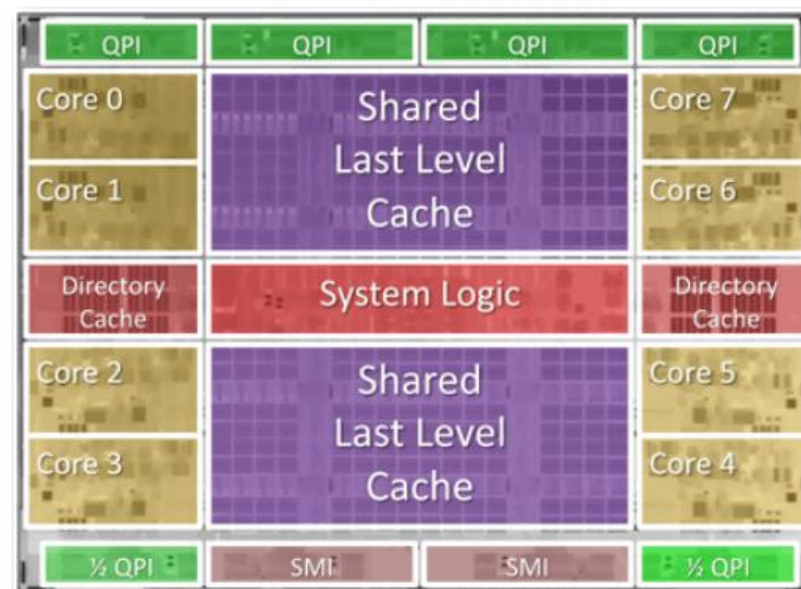 QPI QPI QPI QPI
Core 0
Shared
Last Level
Cache
Core 7
Core 1
Core 6
Directory
Cache
System Logic
Directory
Cache
Core 2
Shared
Last Level
Cache
Core 5
Core 3
Core 4
½ QPI SMI SMI ½ QPI